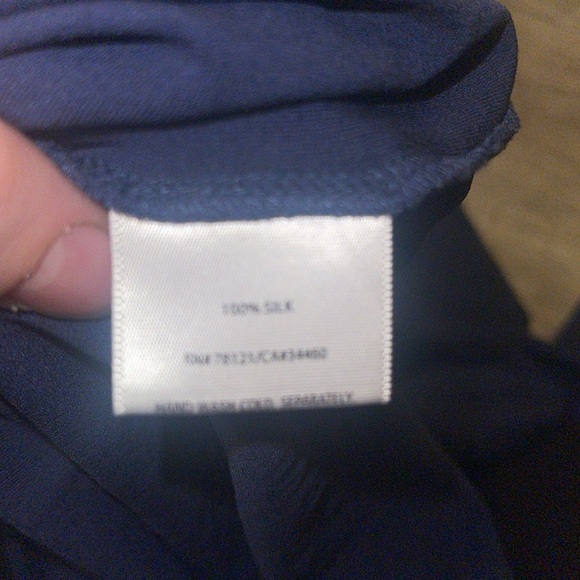 100% SILK
RN# 78121/CA#34460
HAND WASH COLD, SEPARATELY